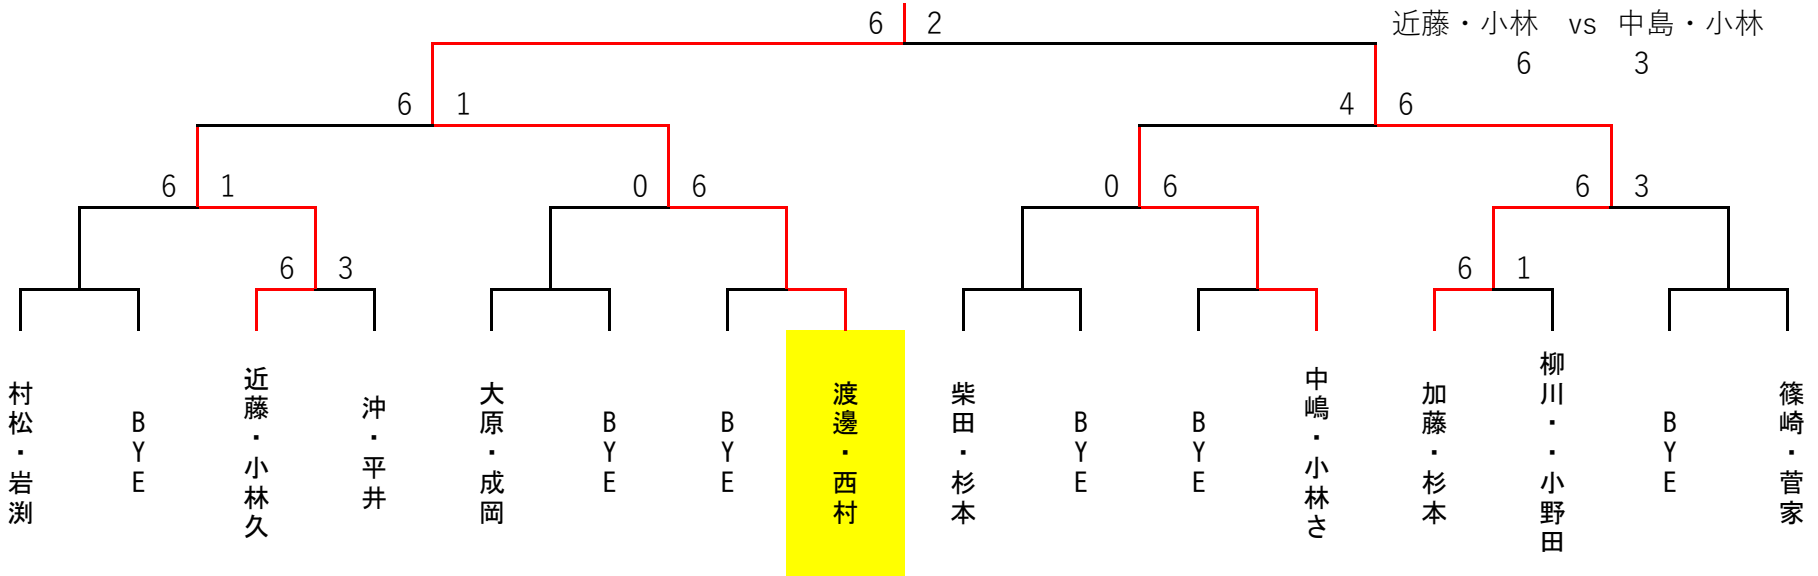 6 2
近藤・小林 vs 中島・小林
6 3
6 1
4 6
6 1
0 6
0 6
6 3
6 3
6 1
村松・岩渕
BYE
近藤・小林久
沖・平井
大原・成岡
BYE
BYE
渡邊・西村
柴田・杉本
BYE
BYE
中嶋・小林さ
加藤・杉本
柳川・・小野田
BYE
篠崎・菅家